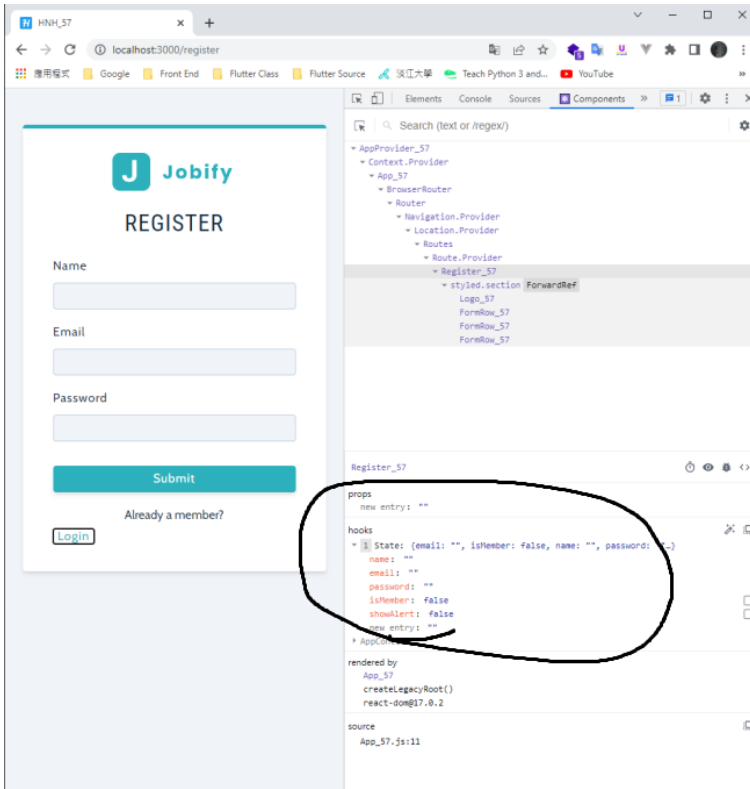 HNH_57
localhost:3000/register
應用程式 Google Front End Flutter Class Flutter Source 淡江大學 Teach Python 3 and... YouTube »
Elements Console Sources Components » 1
Search (text or /regex/)
J Jobify
REGISTER
Name
Email
Password
Submit
Already a member?
Login
AppProvider_57
Context.Provider
App_57
BrowserRouter
Router
Navigation.Provider
Location.Provider
Routes
Route.Provider
Register_57
styled.section ForwardRef
Logo_57
FormRow_57
FormRow_57
FormRow_57
Register_57
props
new entry: ""
hooks
1 State: {email: "", isMember: false, name: "", password: "…}
name: ""
email: ""
password: ""
isMember: false
showAlert: false
new entry: ""
rendered by
App_57
createLegacyRoot()
react-dom@17.0.2
source
App_57.js:11